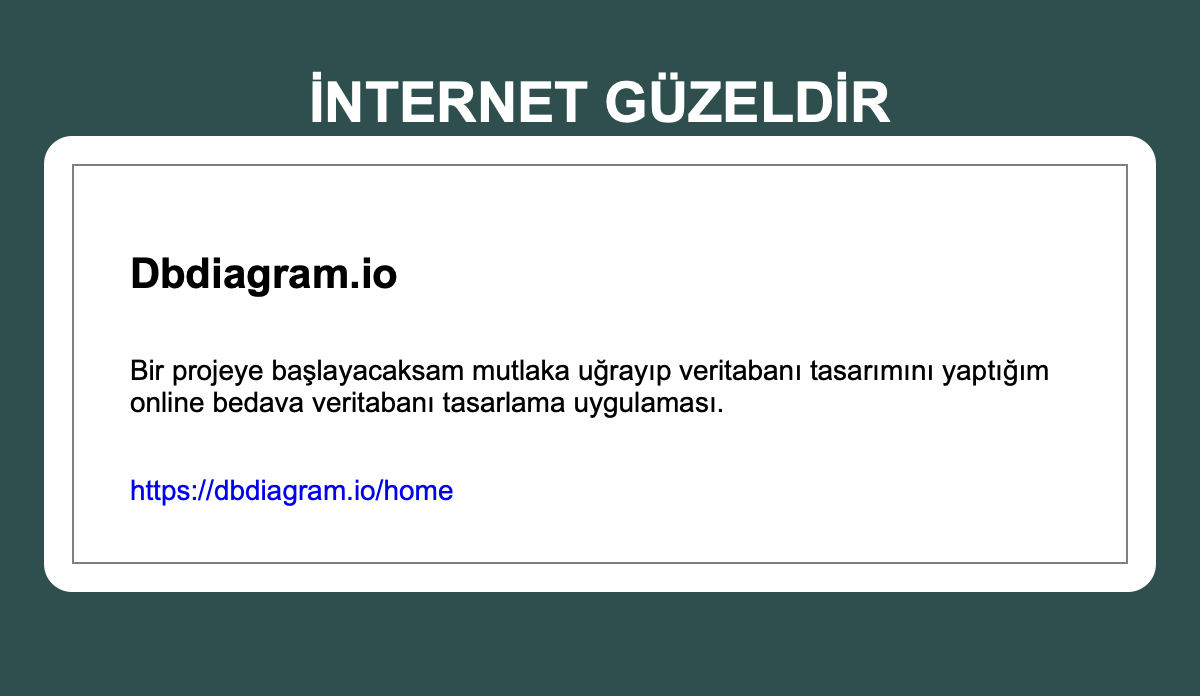 İNTERNET GÜZELDİR
Dbdiagram.io
Bir projeye başlayacaksam mutlaka uğrayıp veritabanı tasarımını yaptığım
online bedava veritabanı tasarlama uygulaması.
https://dbdiagram.io/home